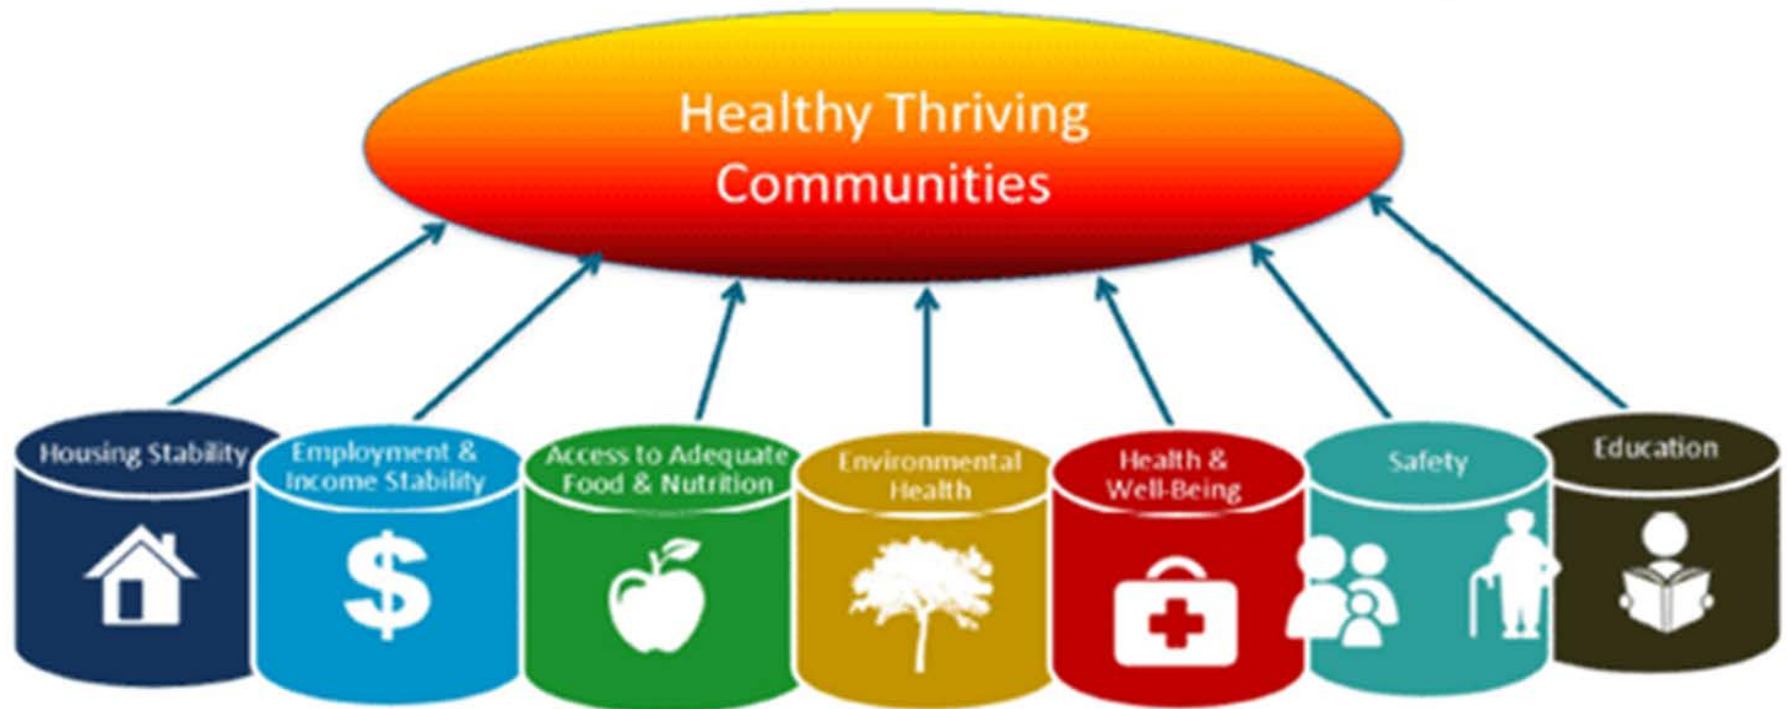 Healthy Thriving
Communities
Housing Stability
Employment &
Income Stability
Access to Adequate
Food & Nutrition
Environmental
Health
Health &
Well-Being
Safety
Education
$